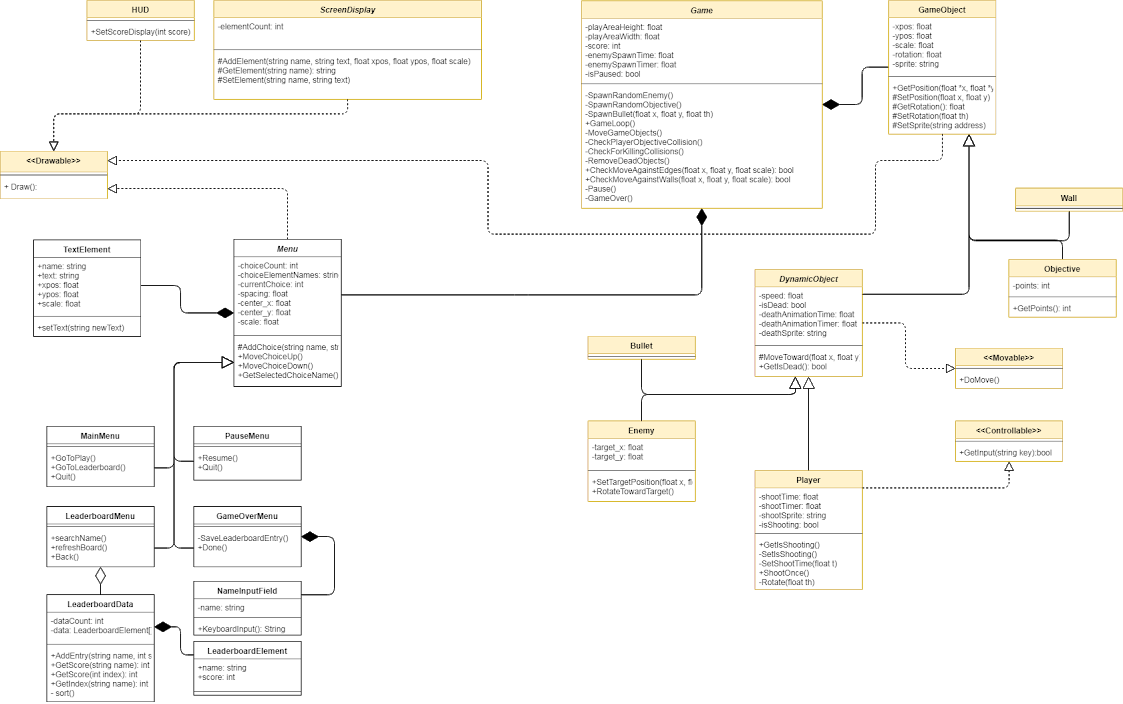 HUD
+SetScoreDisplay(int score)
ScreenDisplay
-elementCount: int
#AddElement(string name, string text, float xpos, float ypos, float scale)
#GetElement(string name): string
#SetElement(string name, string text)
Game
-playAreaHeight: float
-playAreaWidth: float
-score: int
-enemySpawnTime: float
-enemySpawnTimer: float
-isPaused: bool
-SpawnRandomEnemy()
-SpawnRandomObjective()
-SpawnBullet(float x, float y, float th)
+GameLoop()
-MoveGameObjects()
-CheckPlayerObjectiveCollision()
-CheckForKillingCollisions()
-RemoveDeadObjects()
+CheckMoveAgainstEdges(float x, float y, float scale): bool
+CheckMoveAgainstWalls(float x, float y, float scale): bool
-Pause()
-GameOver()
GameObject
-xpos: float
-ypos: float
-scale: float
-rotation: float
-sprite: string
+GetPosition(float *x, float *y
#SetPosition(float x, float y)
#GetRotation(): float
#SetRotation(float th)
#SetSprite(string address)
<<Drawable>>
+ Draw():
Wall
TextElement
+name: string
+text: string
+xpos: float
+ypos: float
+scale: float
+setText(string newText)
Menu
-choiceCount: int
-choiceElementNames: string
-currentChoice: int
-spacing: float
-center_x: float
-center_y: float
-scale: float
#AddChoice(string name, str
+MoveChoiceUp()
+MoveChoiceDown()
+GetSelectedChoiceName()
DynamicObject
-speed: float
-isDead: bool
-deathAnimationTime: float
-deathAnimationTimer: float
-deathSprite: string
#MoveToward(float x, float y
+GetIsDead(): bool
Objective
-points: int
+GetPoints(): int
Bullet
<<Movable>>
+DoMove()
Enemy
-target_x: float
-target_y: float
+SetTargetPosition(float x, fl
+RotateTowardTarget()
<<Controllable>>
+GetInput(string key):bool
MainMenu
+GoToPlay()
+GoToLeaderboard()
+Quit()
PauseMenu
+Resume()
+Quit()
Player
-shootTime: float
-shootTimer: float
-shootSprite: string
-isShooting: bool
+GetIsShooting()
-SetIsShooting()
-SetShootTime(float t)
+ShootOnce()
-Rotate(float th)
LeaderboardMenu
+searchName()
+refreshBoard()
+Back()
GameOverMenu
-SaveLeaderboardEntry()
+Done()
NameInputField
-name: string
+KeyboardInput(): String
LeaderboardData
-dataCount: int
-data: LeaderboardElement[
+AddEntry(string name, int s
+GetScore(string name): int
+GetScore(int index): int
+GetIndex(string name): int
- sort()
LeaderboardElement
+name: string
+score: int